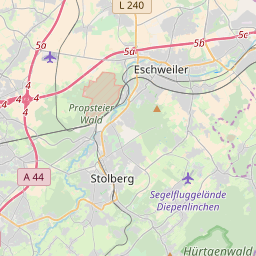 L 240
5a
5b
5c
5a
Eschweiler
4
4
4
4
Propsteier
Wald
A 44
Stolberg
Segelfluggelände
Diepenlinchen
Hürtgenwald